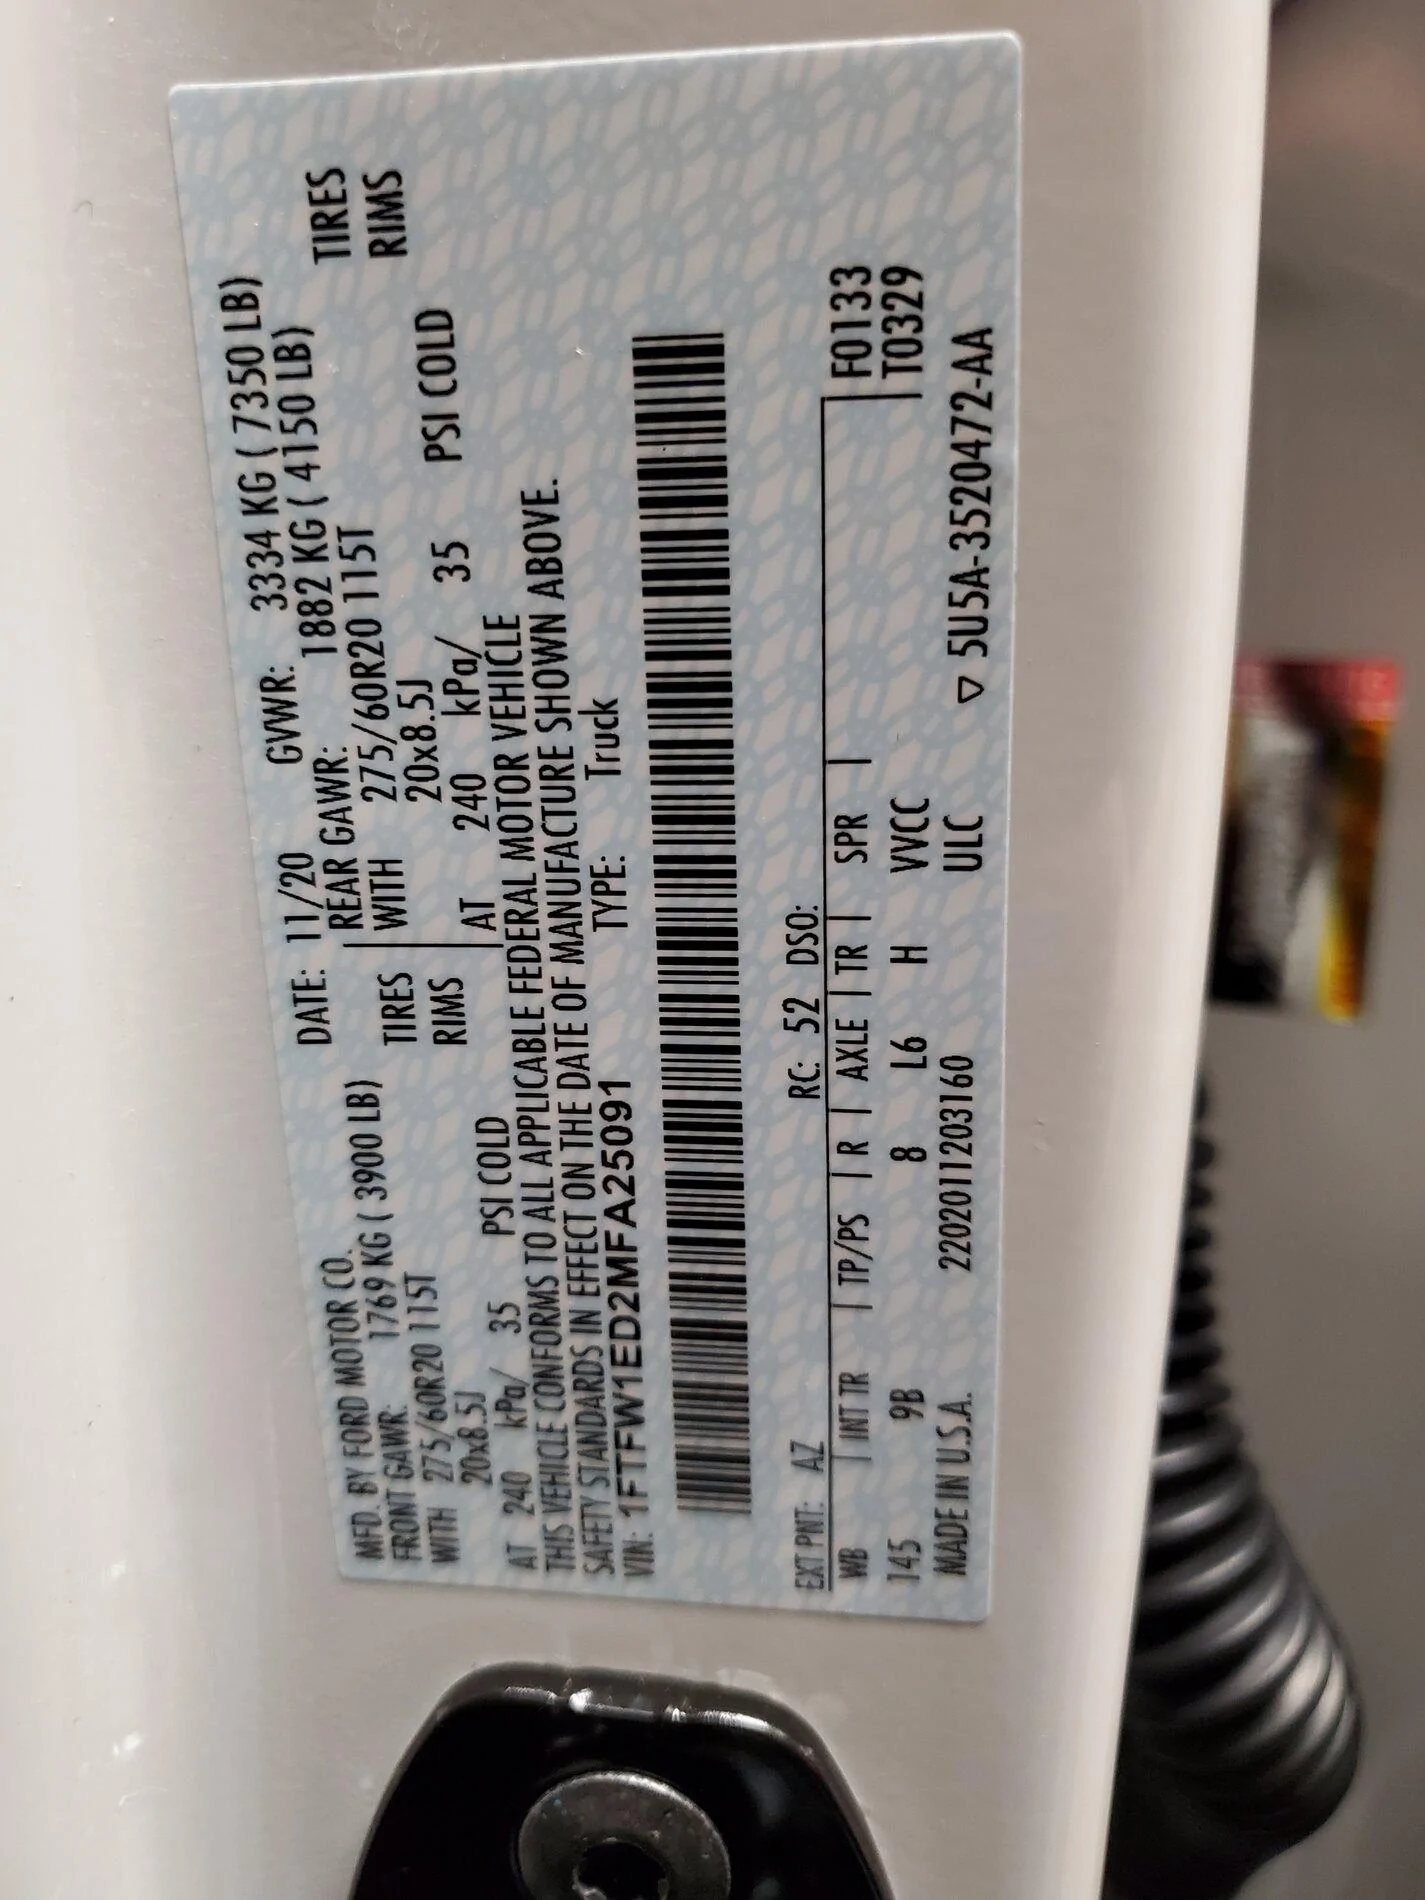 MFD. BY FORD MOTOR CO. DATE: 11/20 GVWR: 3334 KG ( 7350 LB)
FRONT GAWR: 1769 KG ( 3900 LB) REAR GAWR: 1882 KG ( 4150 LB)
WITH 275/60R20 115T TIRES WITH 275/60R20 115T TIRES
20x8.5J RIMS 20x8.5J RIMS
AT 240 kPa/ 35 PSI COLD AT 240 kPa/ 35 PSI COLD
THIS VEHICLE CONFORMS TO ALL APPLICABLE FEDERAL MOTOR VEHICLE
SAFETY STANDARDS IN EFFECT ON THE DATE OF MANUFACTURE SHOWN ABOVE.
VIN: 1FTFW1ED2MFA25091 TYPE: Truck
EXT PNT: AZ RC: 52 DSO:
WB | INT TR | TP/PS | R | AXLE | TR | SPR | F0133
145 9B 8 L6 H VVCC T0329
MADE IN U.S.A. 220201120316​0 ULC ▽ 5U5A-3520472-AA